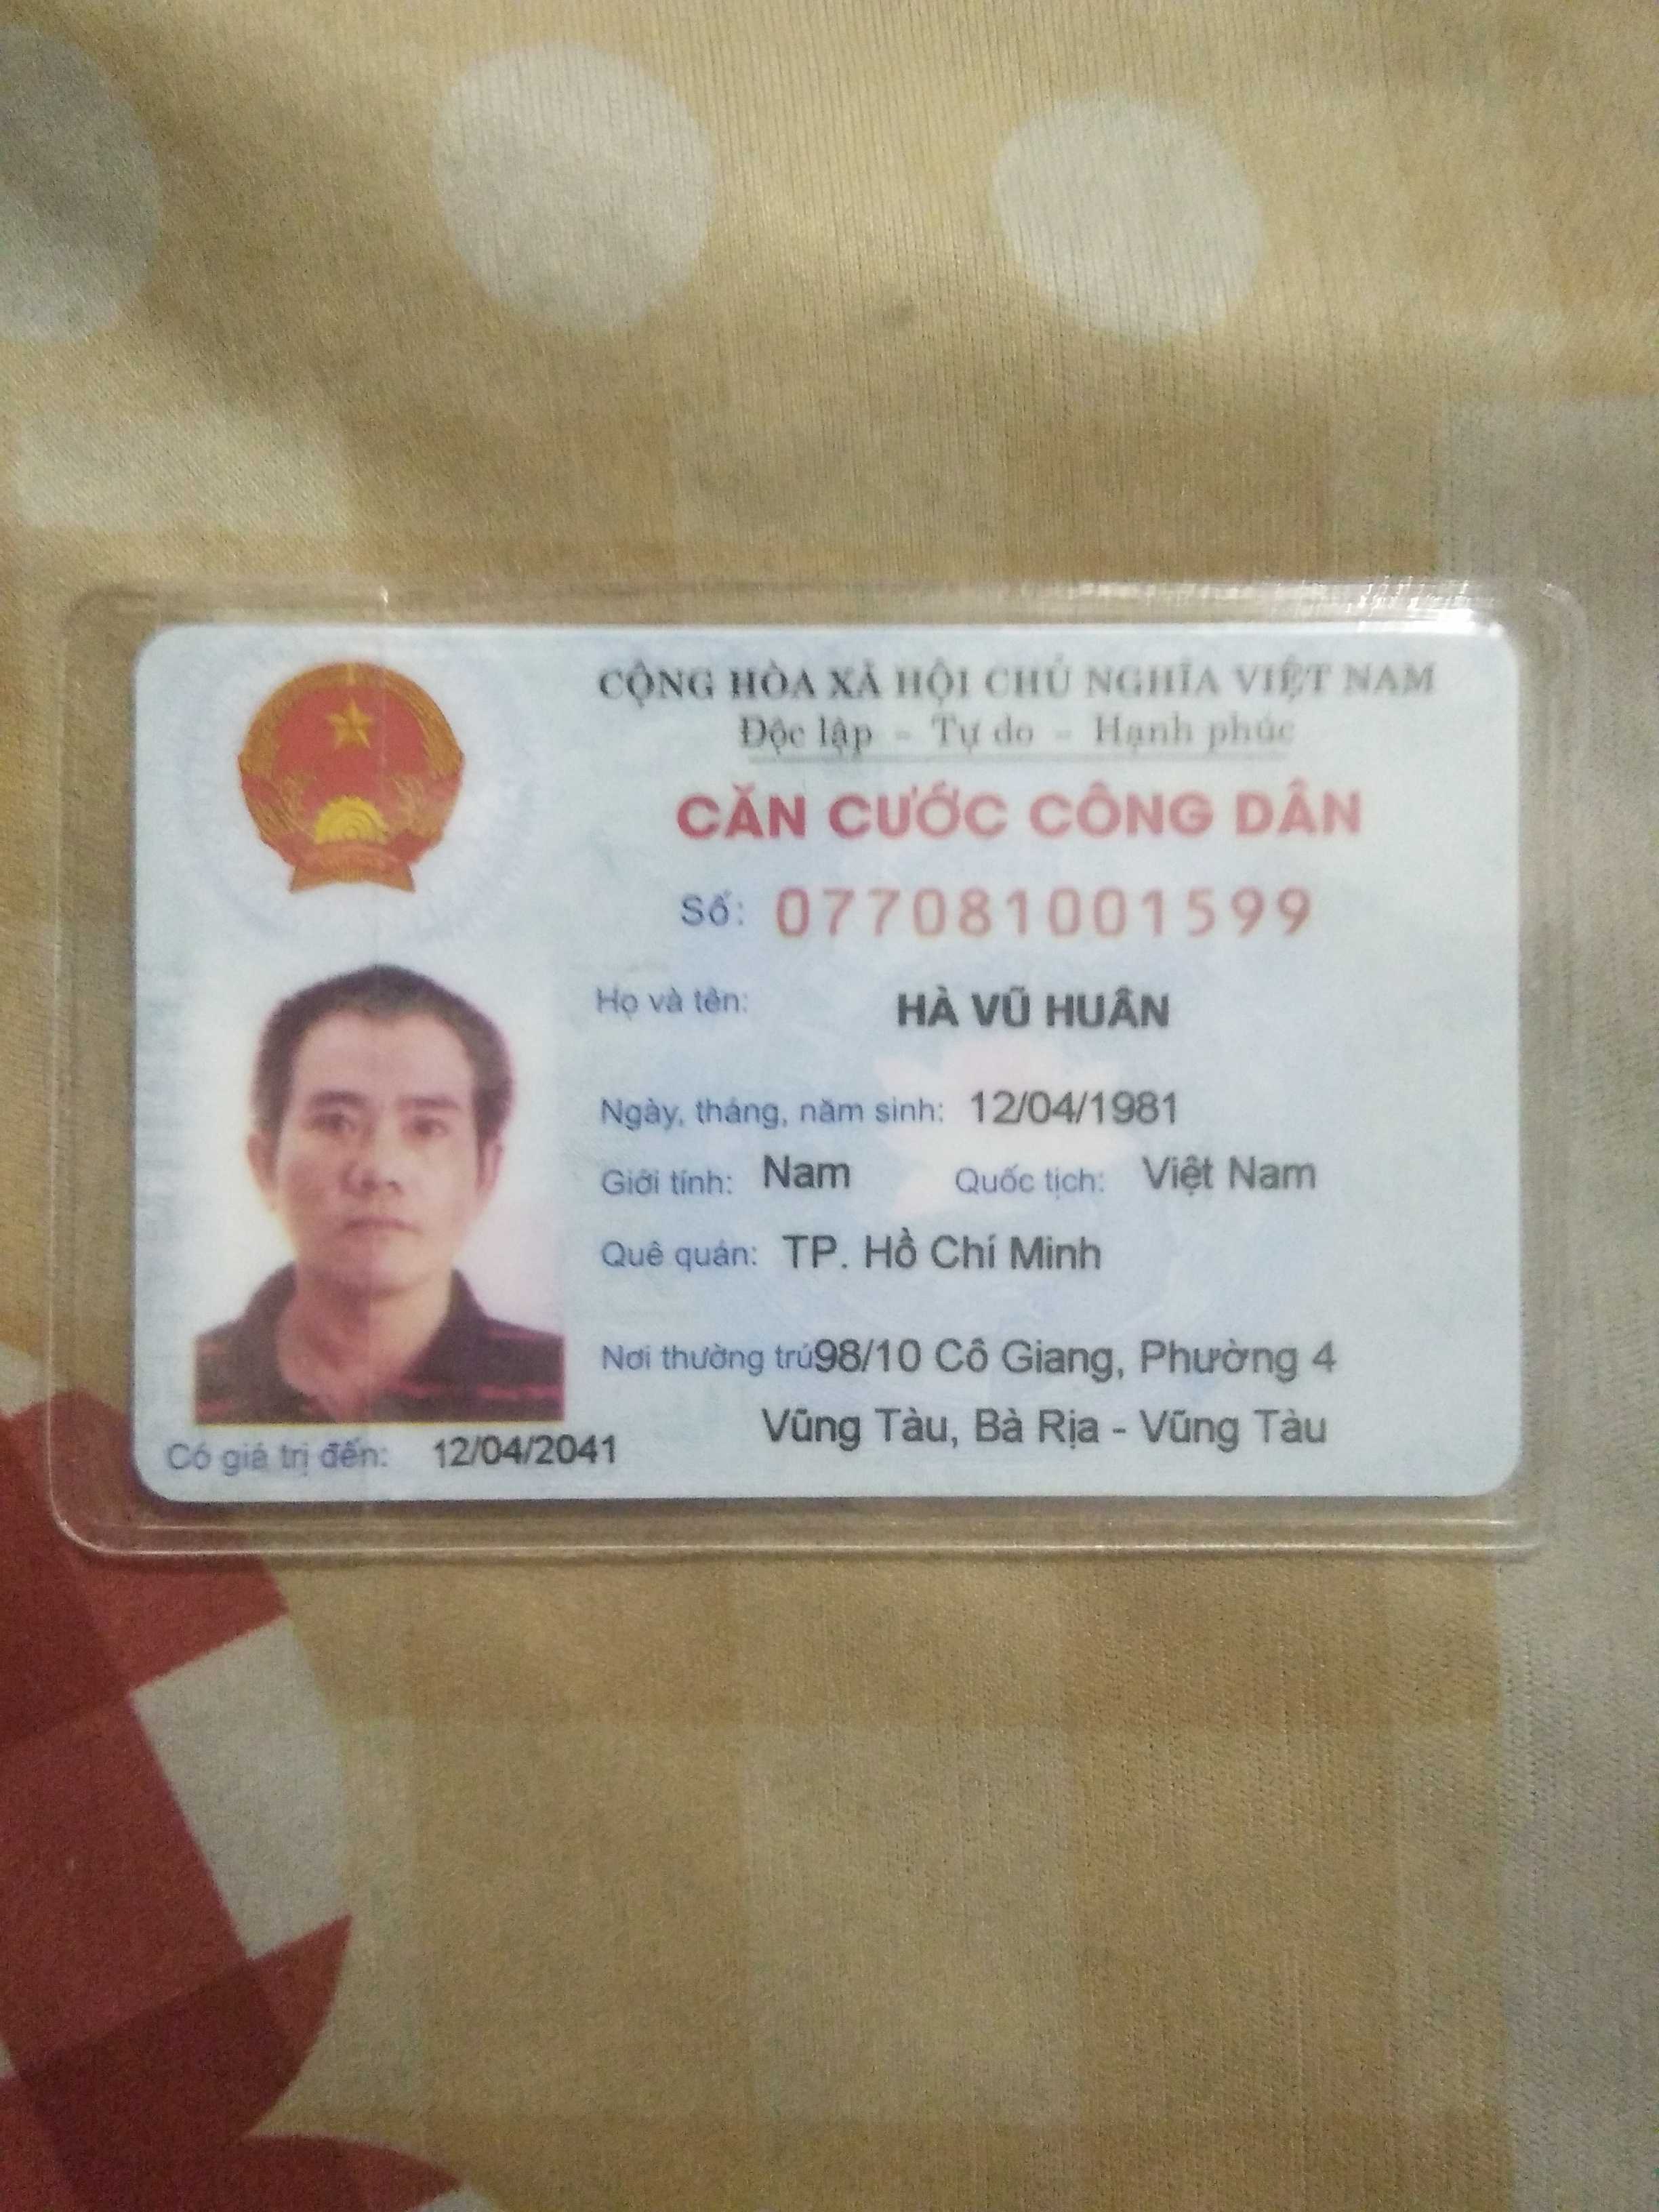 CỘNG HÒA XÃ HỘI CHỦ NGHĨA VIỆT NAM
Độc lập - Tự do - Hạnh phúc
CĂN CƯỚC CÔNG DÂN
Số: 077081001599
Họ và tên: HÀ VŨ HUÂN
Ngày, tháng, năm sinh: 12/04/1981
Giới tính: Nam Quốc tịch: Việt Nam
Quê quán: TP. Hồ Chí Minh
Nơi thường trú: 98/10 Cô Giang, Phường 4
Vũng Tàu, Bà Rịa - Vũng Tàu
Có giá trị đến: 12/04/2041